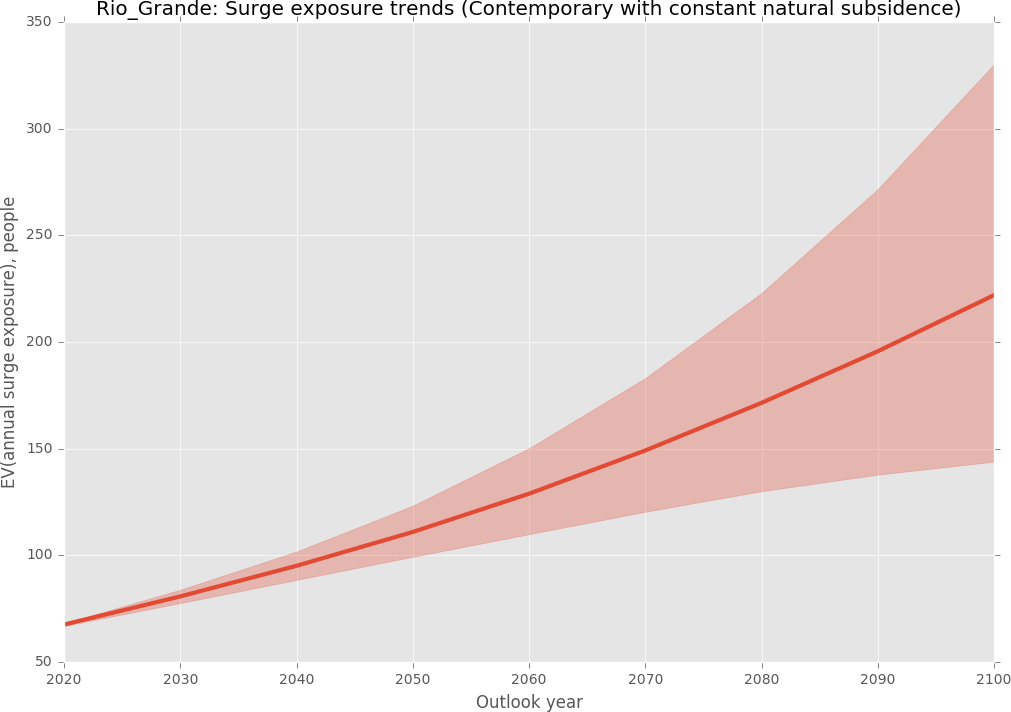 Rio_Grande: Surge exposure trends (Contemporary with constant natural subsidence)
EV(annual surge exposure), people
350
300
250
200
150
100
50
2020 2030 2040 2050 2060 2070 2080 2090 2100
Outlook year